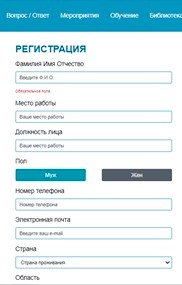 Вопрос / Ответ Мероприятия Обучение Библиотека
РЕГИСТРАЦИЯ
Фамилия Имя Отчество
Введите Ф.И.О.
Обязательное поле
Место работы
Ваше место работы
Должность лица
Ваше место работы
Пол
Муж Жен
Номер телефона
Номер телефона
Электронная почта
Введите ваш e-mail
Страна
Страна проживания
Область